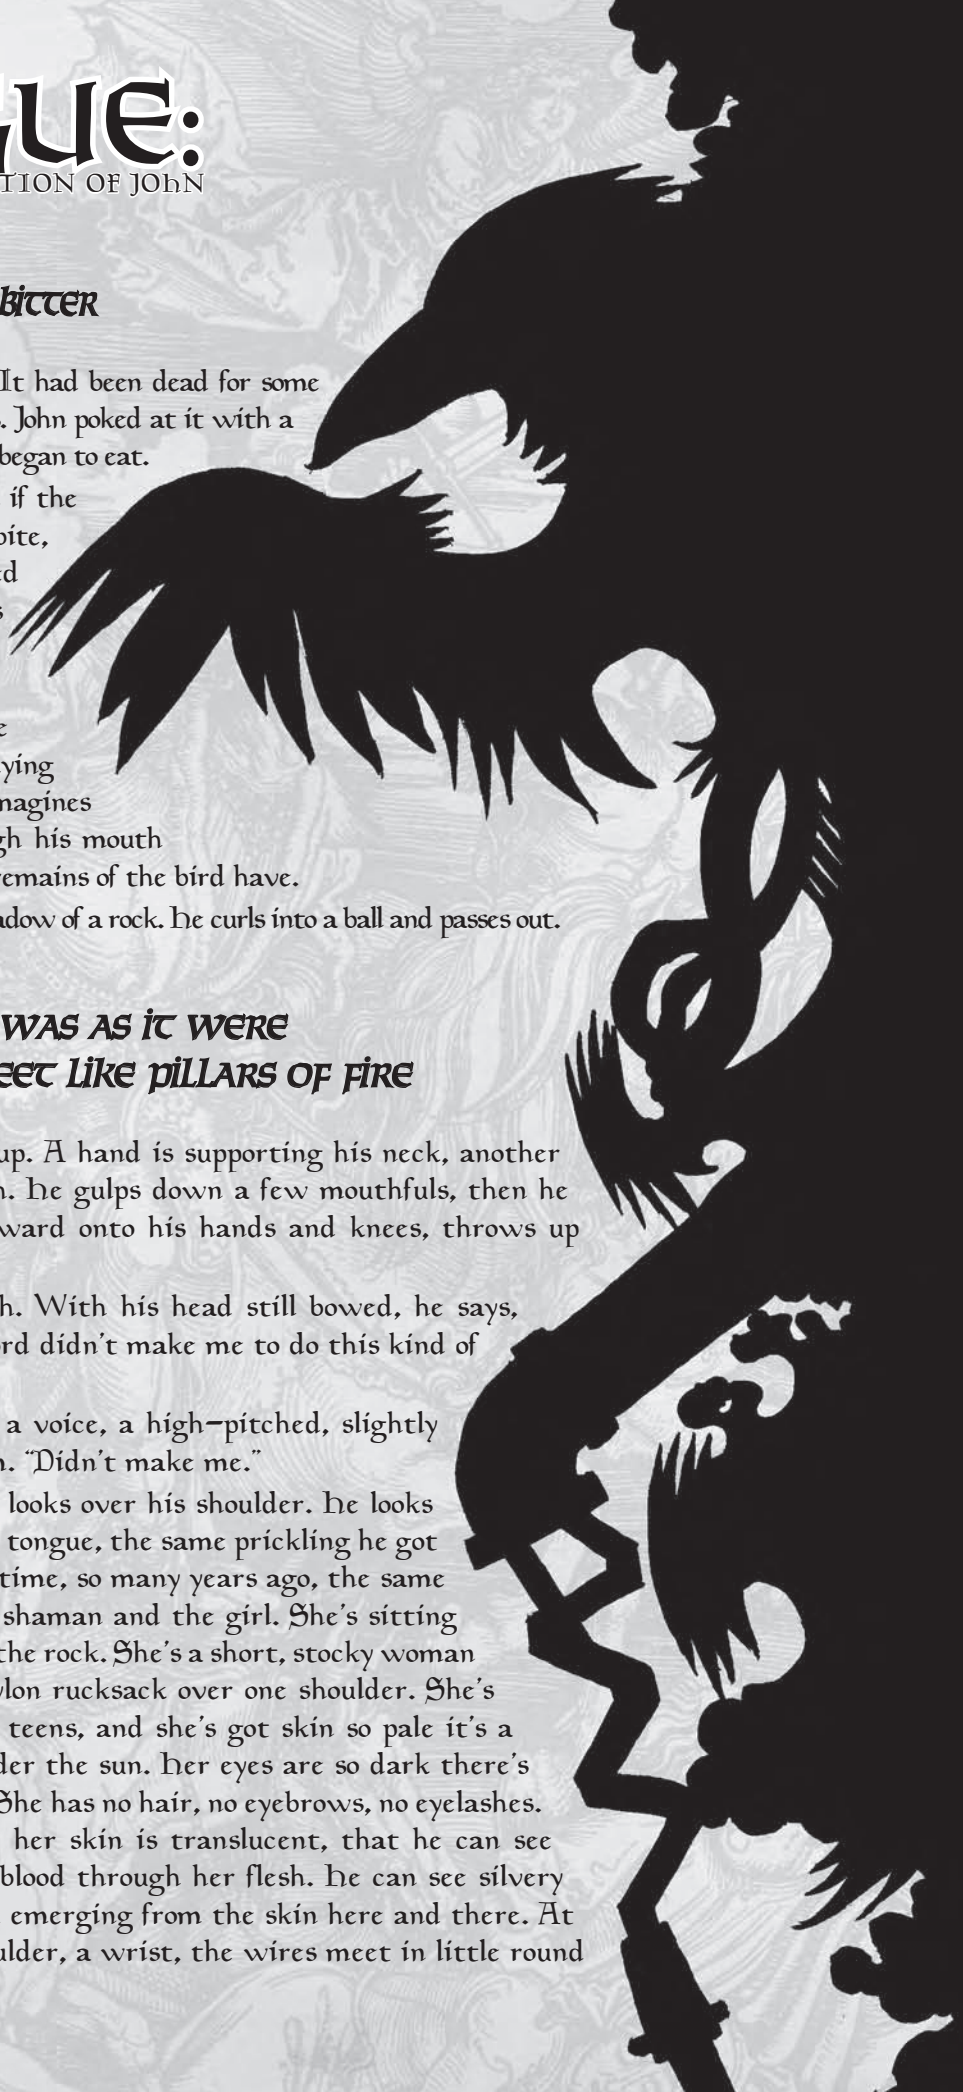 UE:
TION OF JOHN
BITTER
It had been dead for some
. John poked at it with a
began to eat.
if the
bite,
ed
s
e
ying
magines
gh his mouth
remains of the bird have.
adow of a rock. He curls into a ball and passes out.
WAS AS IT WERE
EET LIKE PILLARS OF FIRE
up. A hand is supporting his neck, another
n. He gulps down a few mouthfuls, then he
ward onto his hands and knees, throws up
h. With his head still bowed, he says,
ord didn't make me to do this kind of
a voice, a high-pitched, slightly
n. “Didn't make me.”
looks over his shoulder. He looks
tongue, the same prickling he got
time, so many years ago, the same
shaman and the girl. She's sitting
the rock. She's a short, stocky woman
ylon rucksack over one shoulder. She's
teens, and she's got skin so pale it's a
der the sun. Her eyes are so dark there's
She has no hair, no eyebrows, no eyelashes.
her skin is translucent, that he can see
blood through her flesh. He can see silvery
emerging from the skin here and there. At
ulder, a wrist, the wires meet in little round